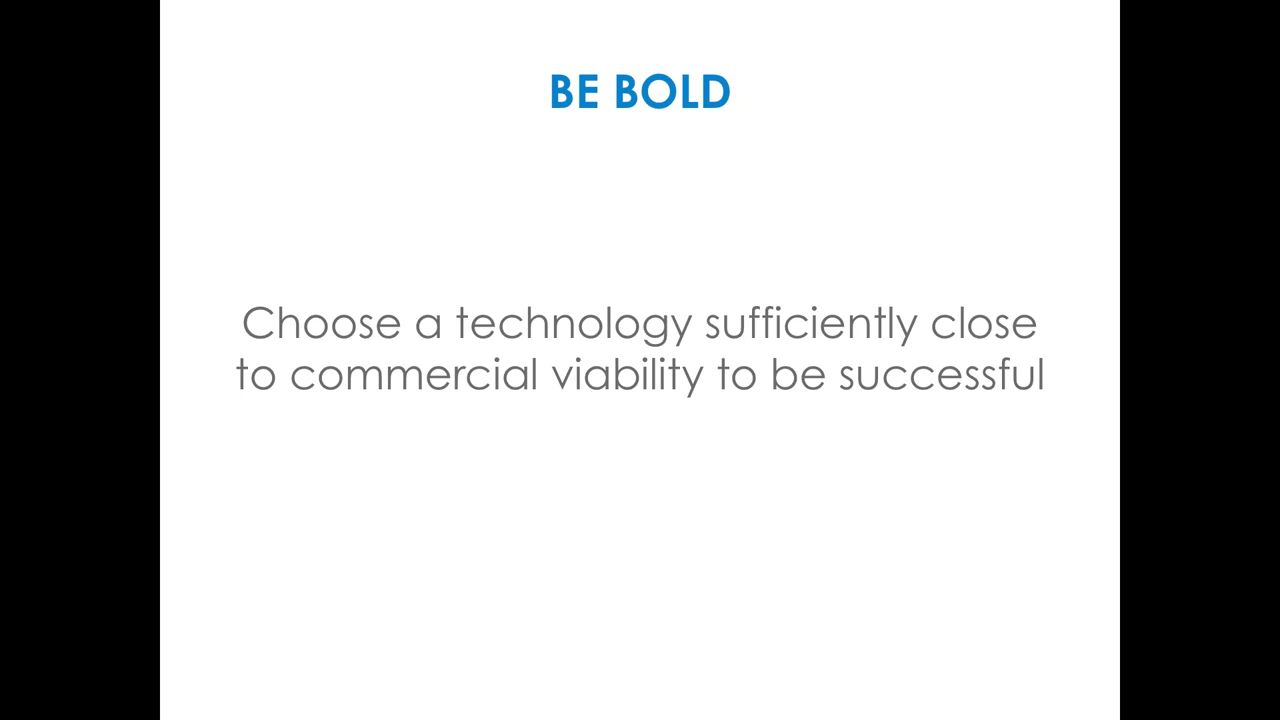 BE BOLD
Choose a technology sufficiently close
to commercial viability to be successful